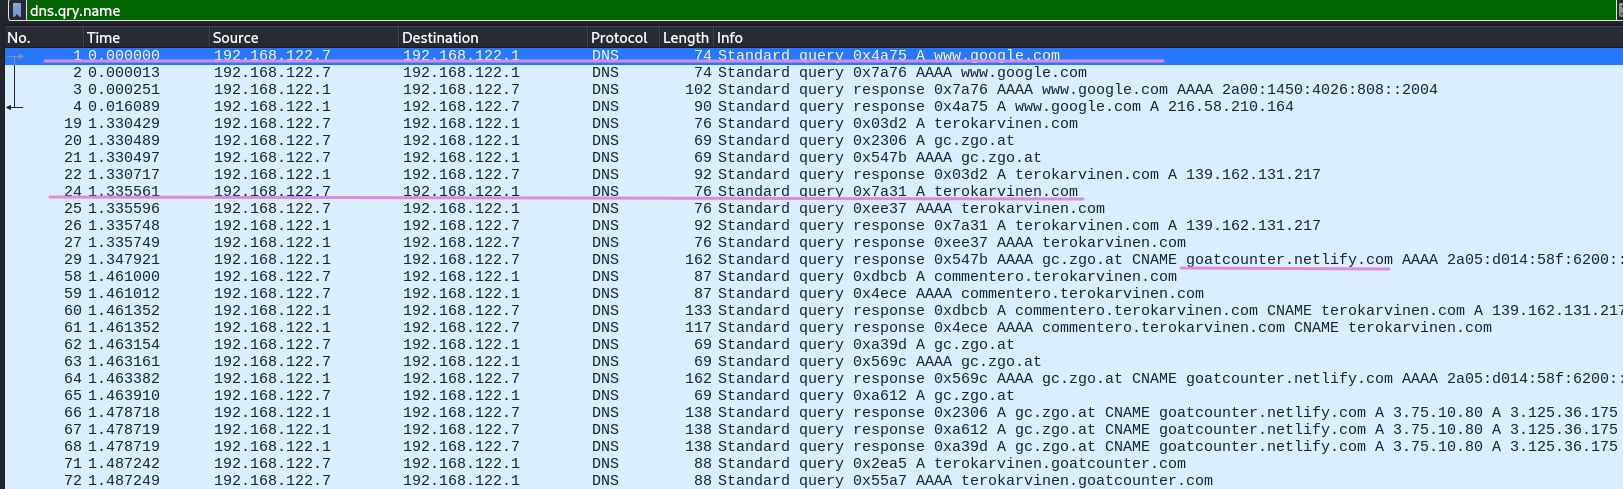 dns.qry.name
No. Time Source Destination Protocol Length Info
1 0.000000 192.168.122.7 192.168.122.1 DNS 74 Standard query 0x4a75 A www.google.com
2 0.000013 192.168.122.7 192.168.122.1 DNS 74 Standard query 0x7a76 AAAA www.google.com
3 0.000251 192.168.122.1 192.168.122.7 DNS 102 Standard query response 0x7a76 AAAA www.google.com AAAA 2a00:1450:4026:808::2004
4 0.016089 192.168.122.1 192.168.122.7 DNS 90 Standard query response 0x4a75 A www.google.com A 216.58.210.164
19 1.330429 192.168.122.7 192.168.122.1 DNS 76 Standard query 0x03d2 A terokarvinen.com
20 1.330489 192.168.122.7 192.168.122.1 DNS 69 Standard query 0x2306 A gc.zgo.at
21 1.330497 192.168.122.7 192.168.122.1 DNS 69 Standard query 0x547b AAAA gc.zgo.at
22 1.330717 192.168.122.1 192.168.122.7 DNS 92 Standard query response 0x03d2 A terokarvinen.com A 139.162.131.217
24 1.335561 192.168.122.7 192.168.122.1 DNS 76 Standard query 0x7a31 A terokarvinen.com
25 1.335596 192.168.122.7 192.168.122.1 DNS 76 Standard query 0xee37 AAAA terokarvinen.com
26 1.335748 192.168.122.1 192.168.122.7 DNS 92 Standard query response 0x7a31 A terokarvinen.com A 139.162.131.217
27 1.335749 192.168.122.1 192.168.122.7 DNS 76 Standard query response 0xee37 AAAA terokarvinen.com
29 1.347921 192.168.122.1 192.168.122.7 DNS 162 Standard query response 0x547b AAAA gc.zgo.at CNAME goatcounter.netlify.com AAAA 2a05:d014:58f:6200::
58 1.461000 192.168.122.7 192.168.122.1 DNS 87 Standard query 0xdbcb A commentero.terokarvinen.com
59 1.461012 192.168.122.7 192.168.122.1 DNS 87 Standard query 0x4ece AAAA commentero.terokarvinen.com
60 1.461352 192.168.122.1 192.168.122.7 DNS 133 Standard query response 0xdbcb A commentero.terokarvinen.com CNAME terokarvinen.com A 139.162.131.217
61 1.461352 192.168.122.1 192.168.122.7 DNS 117 Standard query response 0x4ece AAAA commentero.terokarvinen.com CNAME terokarvinen.com
62 1.463154 192.168.122.7 192.168.122.1 DNS 69 Standard query 0xa39d A gc.zgo.at
63 1.463161 192.168.122.7 192.168.122.1 DNS 69 Standard query 0x569c AAAA gc.zgo.at
64 1.463382 192.168.122.1 192.168.122.7 DNS 162 Standard query response 0x569c AAAA gc.zgo.at CNAME goatcounter.netlify.com AAAA 2a05:d014:58f:6200::
65 1.463910 192.168.122.7 192.168.122.1 DNS 69 Standard query 0xa612 A gc.zgo.at
66 1.478718 192.168.122.1 192.168.122.7 DNS 138 Standard query response 0x2306 A gc.zgo.at CNAME goatcounter.netlify.com A 3.75.10.80 A 3.125.36.175
67 1.478719 192.168.122.1 192.168.122.7 DNS 138 Standard query response 0xa612 A gc.zgo.at CNAME goatcounter.netlify.com A 3.75.10.80 A 3.125.36.175
68 1.478719 192.168.122.1 192.168.122.7 DNS 138 Standard query response 0xa39d A gc.zgo.at CNAME goatcounter.netlify.com A 3.75.10.80 A 3.125.36.175
71 1.487242 192.168.122.7 192.168.122.1 DNS 88 Standard query 0x2ea5 A terokarvinen.goatcounter.com
72 1.487249 192.168.122.7 192.168.122.1 DNS 88 Standard query 0x55a7 AAAA terokarvinen.goatcounter.com